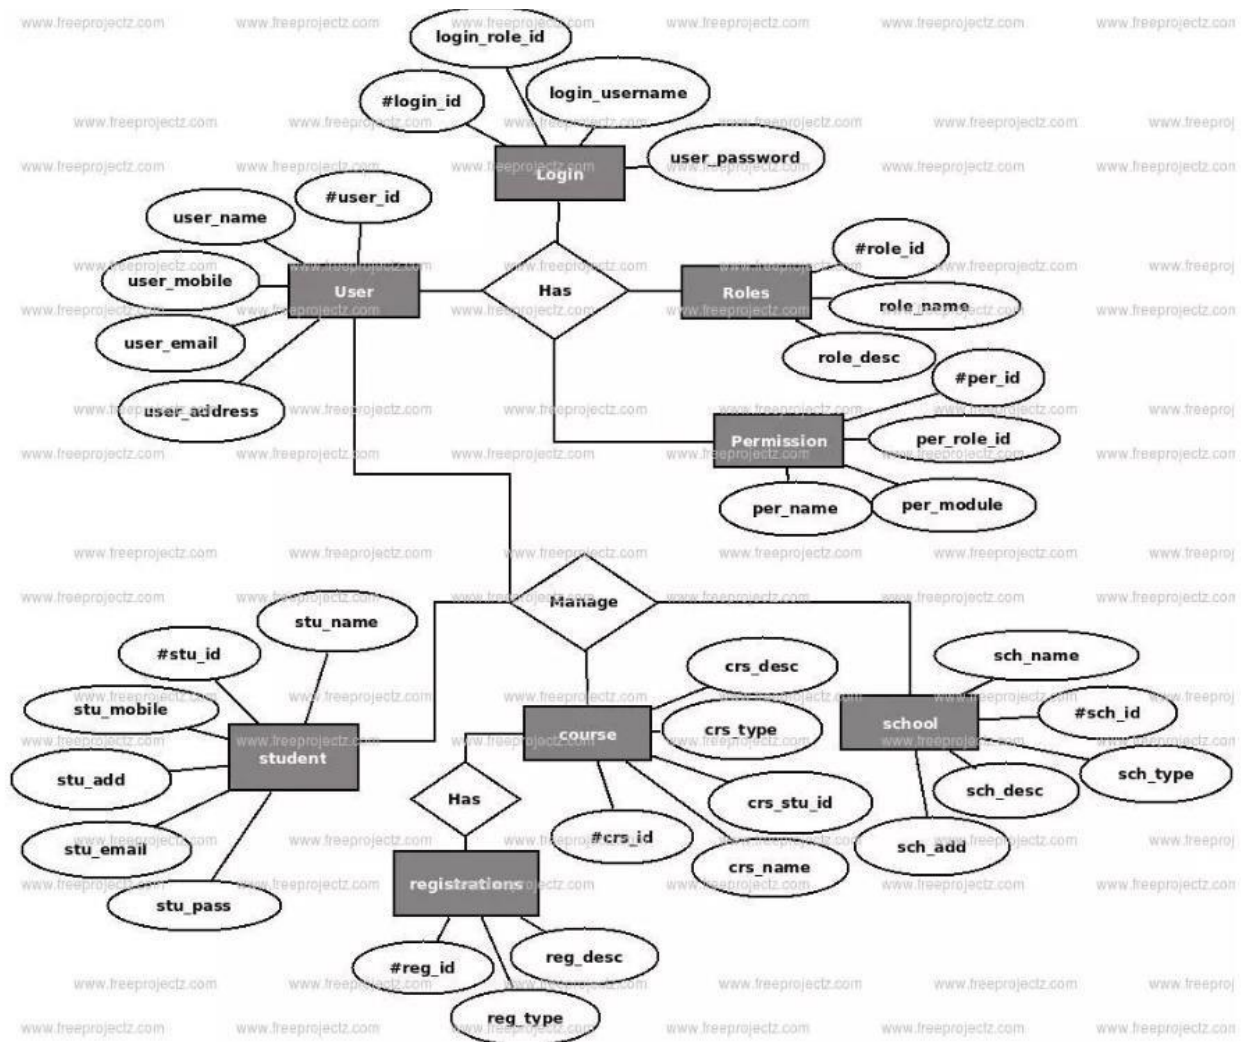 login_role_id
login_username
#login_id
user_password
Login
#user_id
user_name
#role_id
user_mobile
User
Has
Roles
role_name
user_email
role_desc
#per_id
user_address
Permission
per_role_id
per_name
per_module
Manage
stu_name
#stu_id
sch_name
crs_desc
stu_mobile
#sch_id
school
crs_type
course
student
sch_type
stu_add
sch_desc
Has
crs_stu_id
#crs_id
sch_add
stu_email
crs_name
registrations
stu_pass
reg_desc
#reg_id
reg_type
www.freeprojectz.com